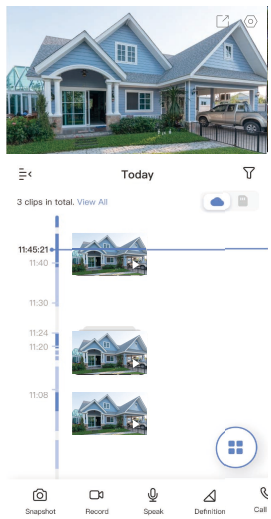 Today
3 clips in total. View All
11:45:21
11:40
11:30
11:24
11:20
11:08
Snapshot
Record
Speak
Definition
Call